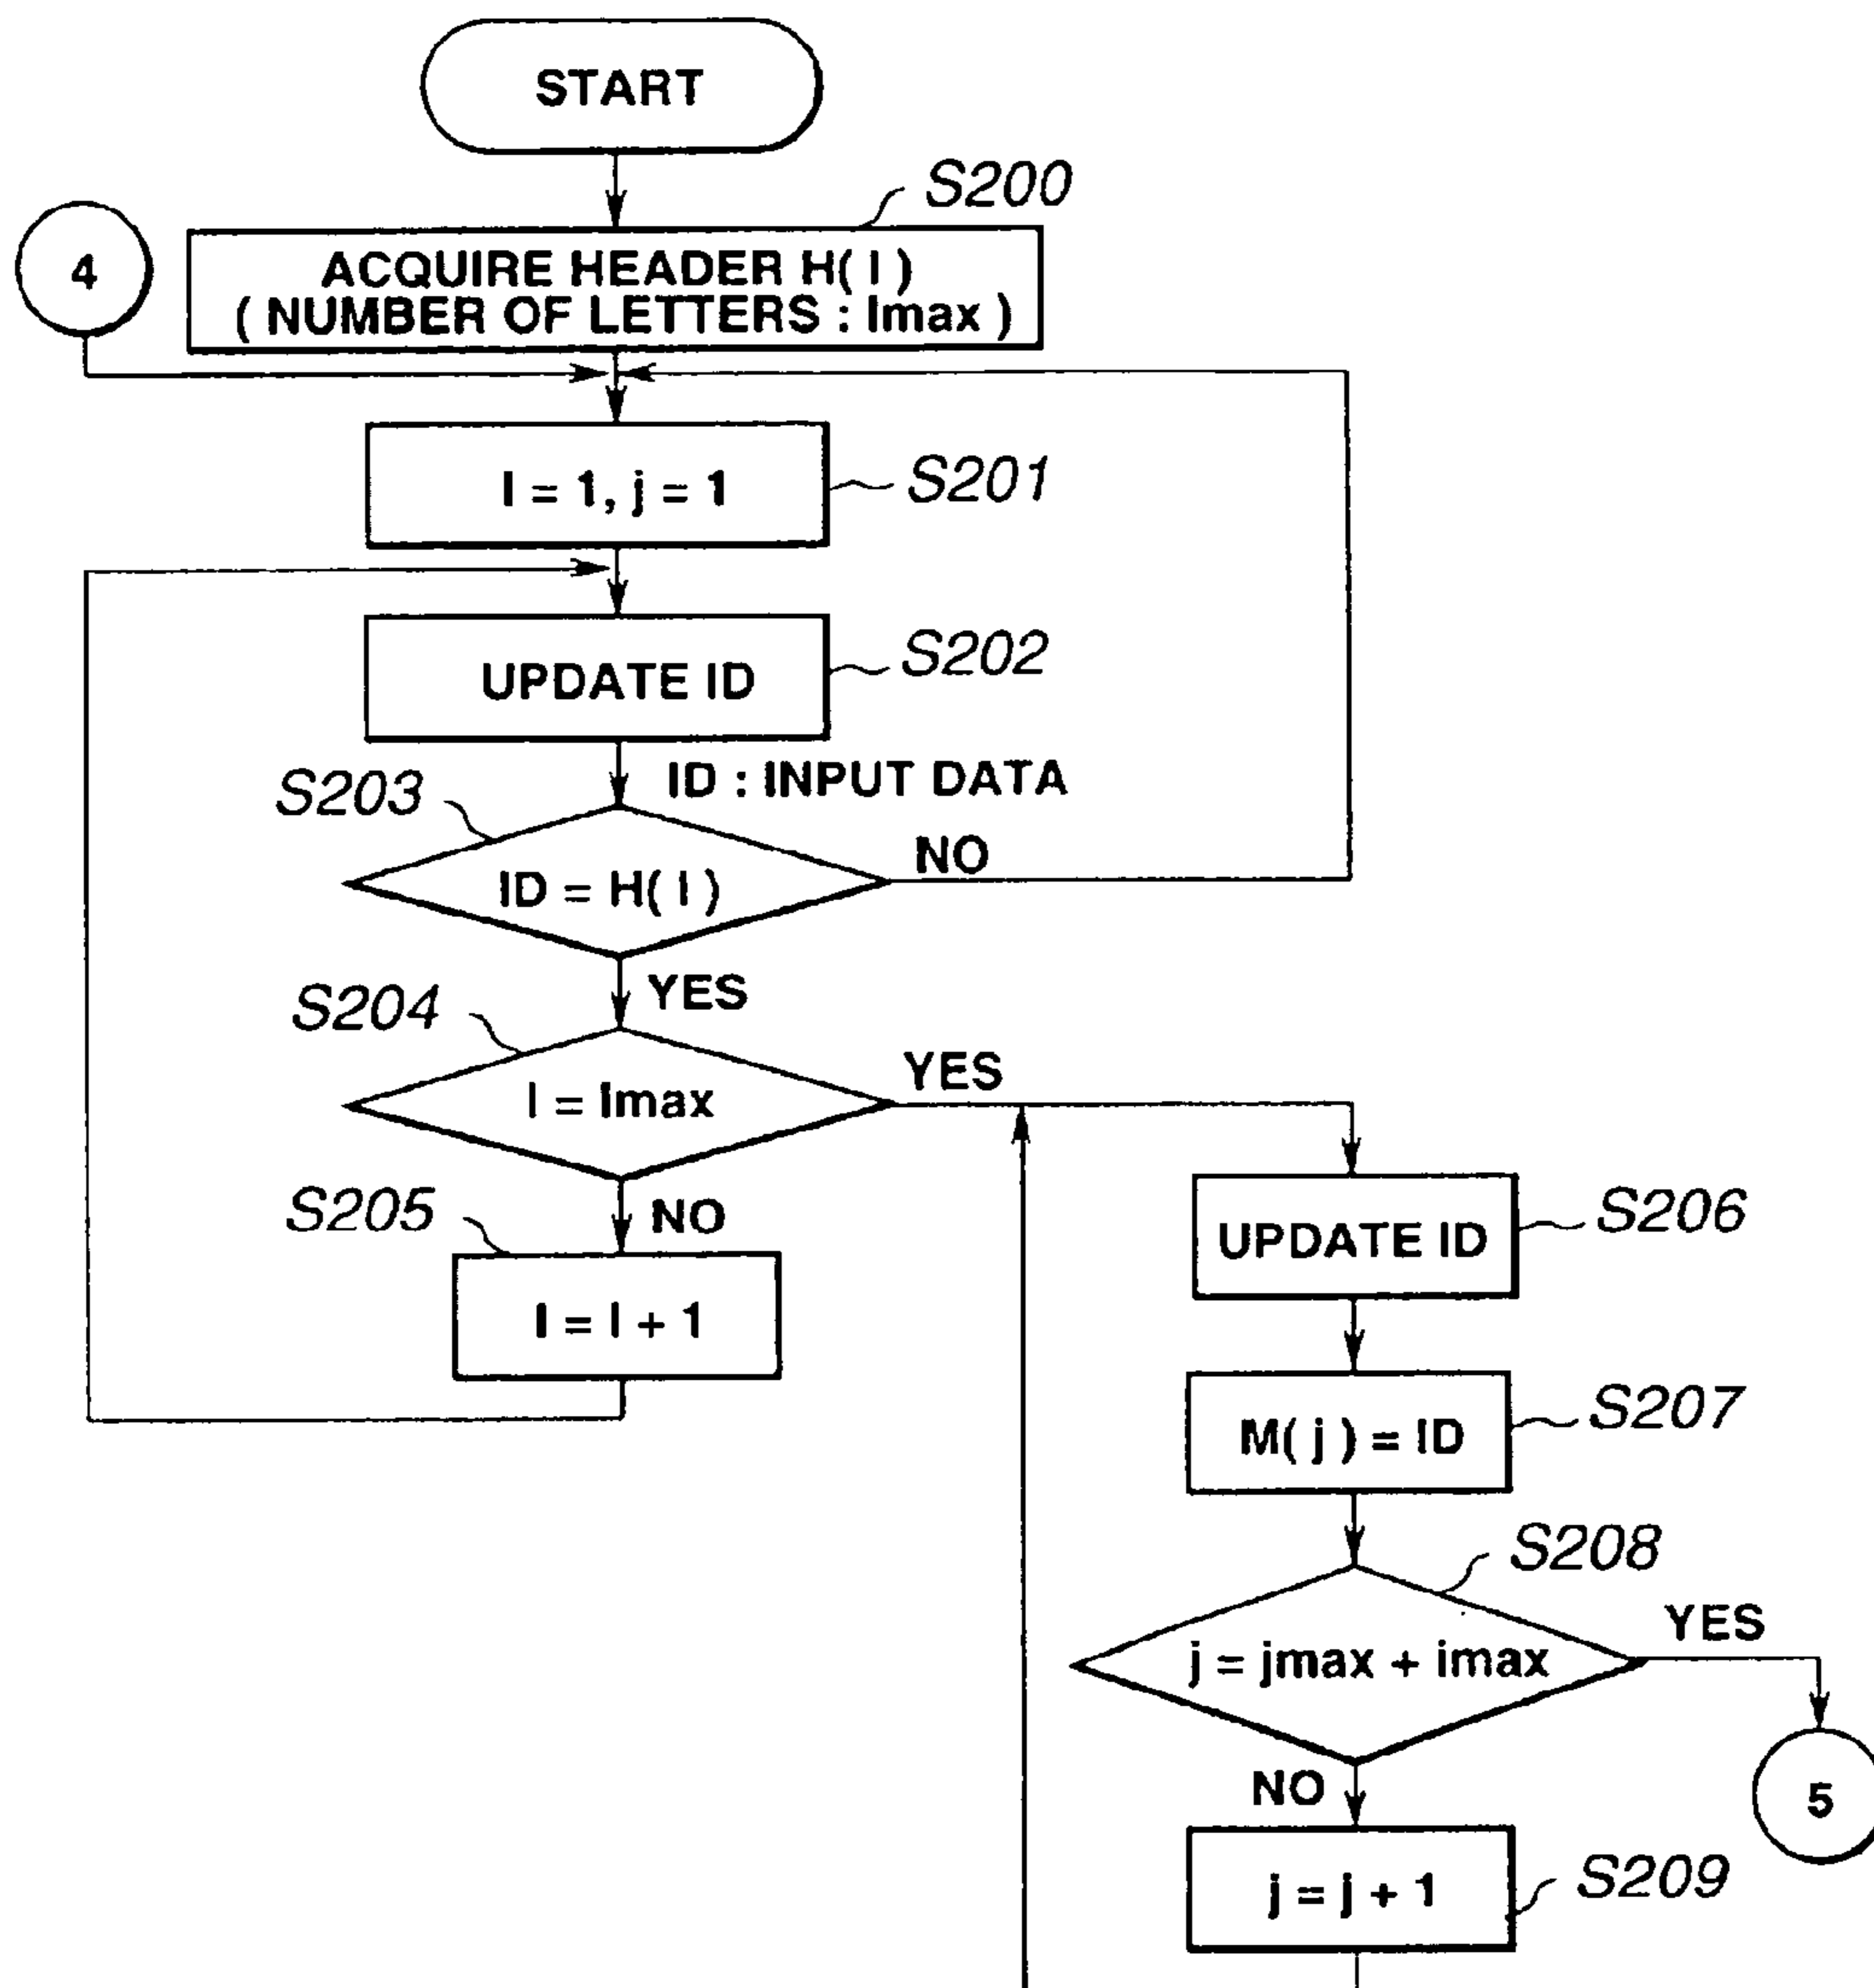 START
S200
4
ACQUIRE HEADER H( I )
( NUMBER OF LETTERS : Imax )
I = 1, j = 1
S201
UPDATE ID
S202
ID : INPUT DATA
S203
ID = H( I )
NO
YES
S204
I = Imax
YES
S205
NO
I = I + 1
UPDATE ID
S206
M( j ) = ID
S207
S208
j = jmax + imax
YES
NO
5
j = j + 1
S209